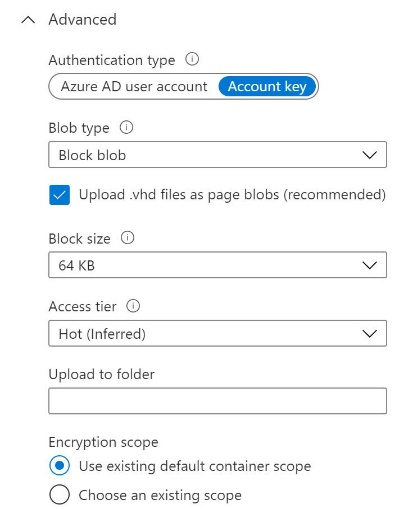 Advanced
Authentication type
Azure AD user account Account key
Blob type
Block blob
Upload .vhd files as page blobs (recommended)
Block size
64 KB
Access tier
Hot (Inferred)
Upload to folder
Encryption scope
Use existing default container scope
Choose an existing scope